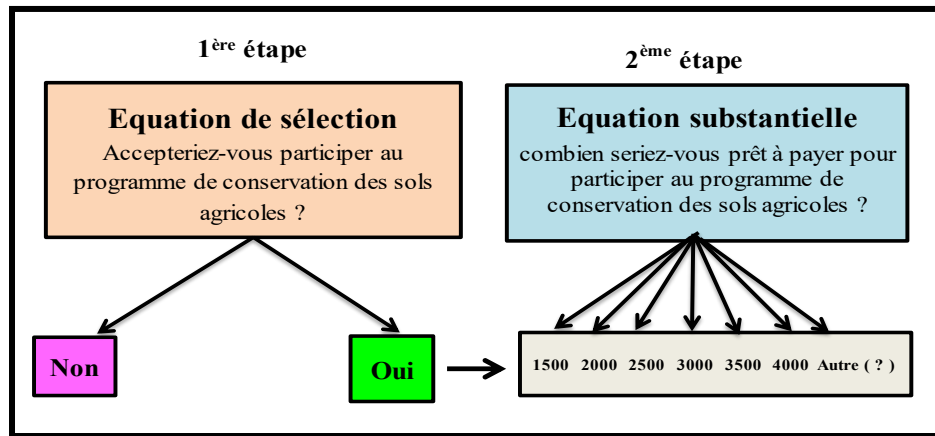 1ère étape
Equation de sélection
Accepteriez-vous participer au
programme de conservation des sols
agricoles ?
Non
Oui
2ème étape
Equation substantielle
combien seriez-vous prêt à payer pour
participer au programme de
conservation des sols agricoles ?
1500 2000 2500 3000 3500 4000 Autre ( ? )